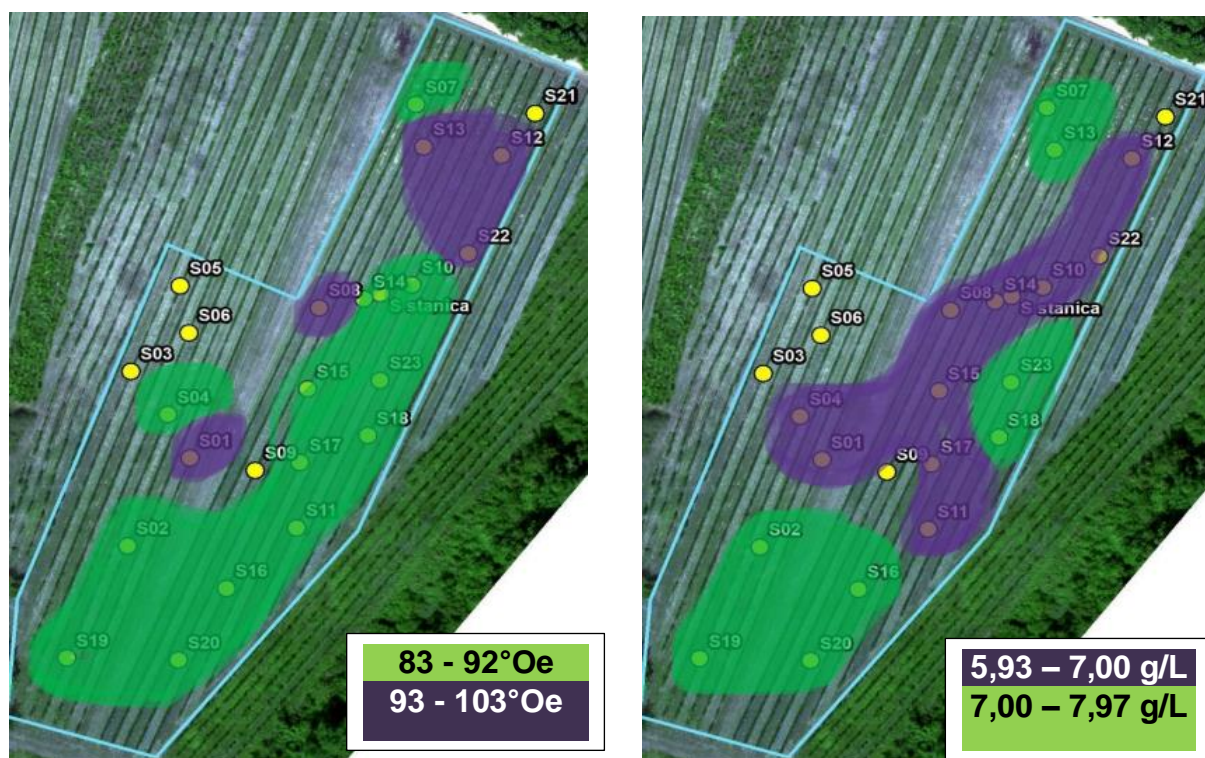 S07
S21
S13
S12
S22
S05
S10
S14
S08
S stanica
S06
S03
S23
S15
S04
S18
S01
S09
S17
S11
S02
S16
S19
S20
83 - 92°Oe
93 - 103°Oe
S07
S21
S13
S12
S22
S05
S10
S14
S08
S stanica
S06
S03
S23
S15
S04
S18
S01
S09
S17
S11
S02
S16
S19
S20
5,93 – 7,00 g/L
7,00 – 7,97 g/L